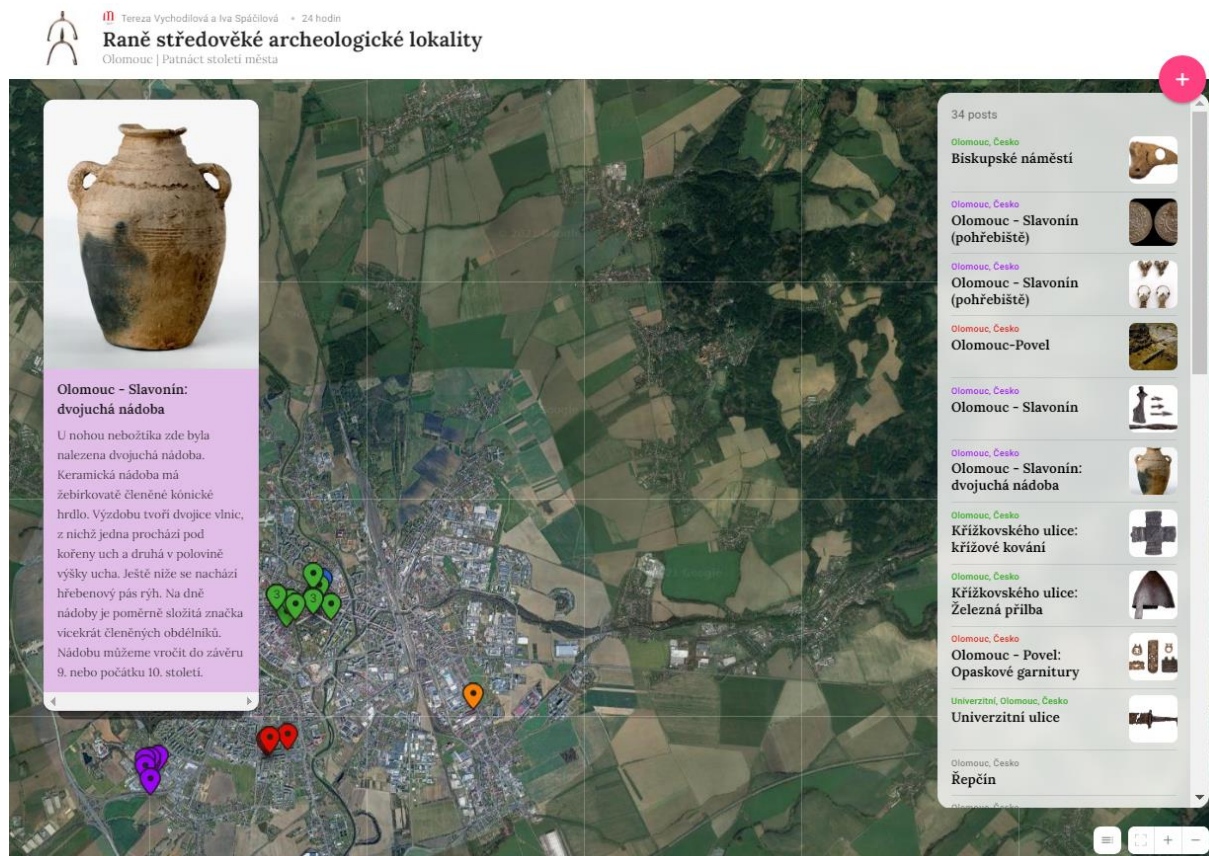 Tereza Vychodilová a Iva Spáčilová • 24 hodin
Raně středověké archeologické lokality
Olomouc | Patnáct století města
Olomouc - Slavonín:
dvojuchá nádoba
U nohou nebožtíka zde byla
nalezena dvojuchá nádoba.
Keramická nádoba má
žebírkovatě členěné kónické
hrdlo. Výzdobu tvoří dvojice vlnic,
z nichž jedna prochází pod
kořeny uch a druhá v polovině
výšky ucha. Ještě níže se nachází
hřebenový pás rýh. Na dně
nádoby je poměrně složitá značka
vícekrát členěných obdélníků.
Nádobu můžeme vročit do závěru
9. nebo počátku 10. století.
3
3
34 posts
Olomouc, Česko
Biskupské náměstí
Olomouc, Česko
Olomouc - Slavonín
(pohřebiště)
Olomouc, Česko
Olomouc - Slavonín
(pohřebiště)
Olomouc, Česko
Olomouc-Povel
Olomouc, Česko
Olomouc - Slavonín
Olomouc, Česko
Olomouc - Slavonín:
dvojuchá nádoba
Olomouc, Česko
Křížkovského ulice:
křížové kování
Olomouc, Česko
Křížkovského ulice:
Železná přilba
Olomouc, Česko
Olomouc - Povel:
Opaskové garnitury
Univerzitní, Olomouc, Česko
Univerzitní ulice
Olomouc, Česko
Řepčín
Olomouc, Česko